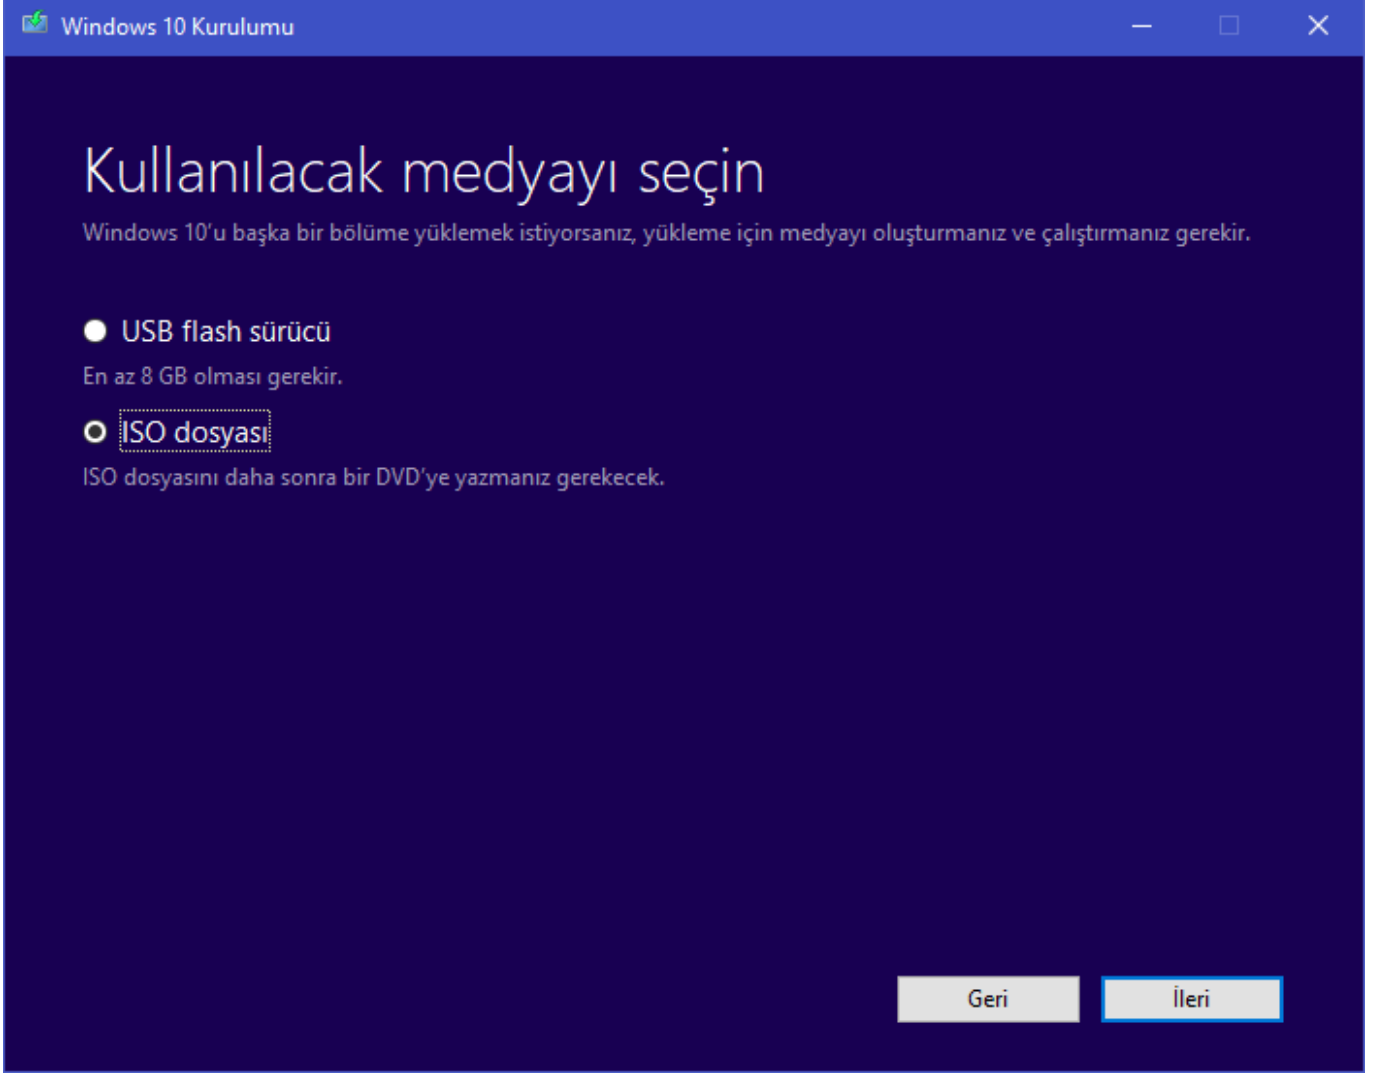 Windows 10 Kurulumu
Kullanılacak medyayı seçin
Windows 10'u başka bir bölüme yüklemek istiyorsanız, yükleme için medyayı oluşturmanız ve çalıştırmanız gerekir.
USB flash sürücü
En az 8 GB olması gerekir.
ISO dosyası
ISO dosyasını daha sonra bir DVD'ye yazmanız gerekecek.
Geri
İleri